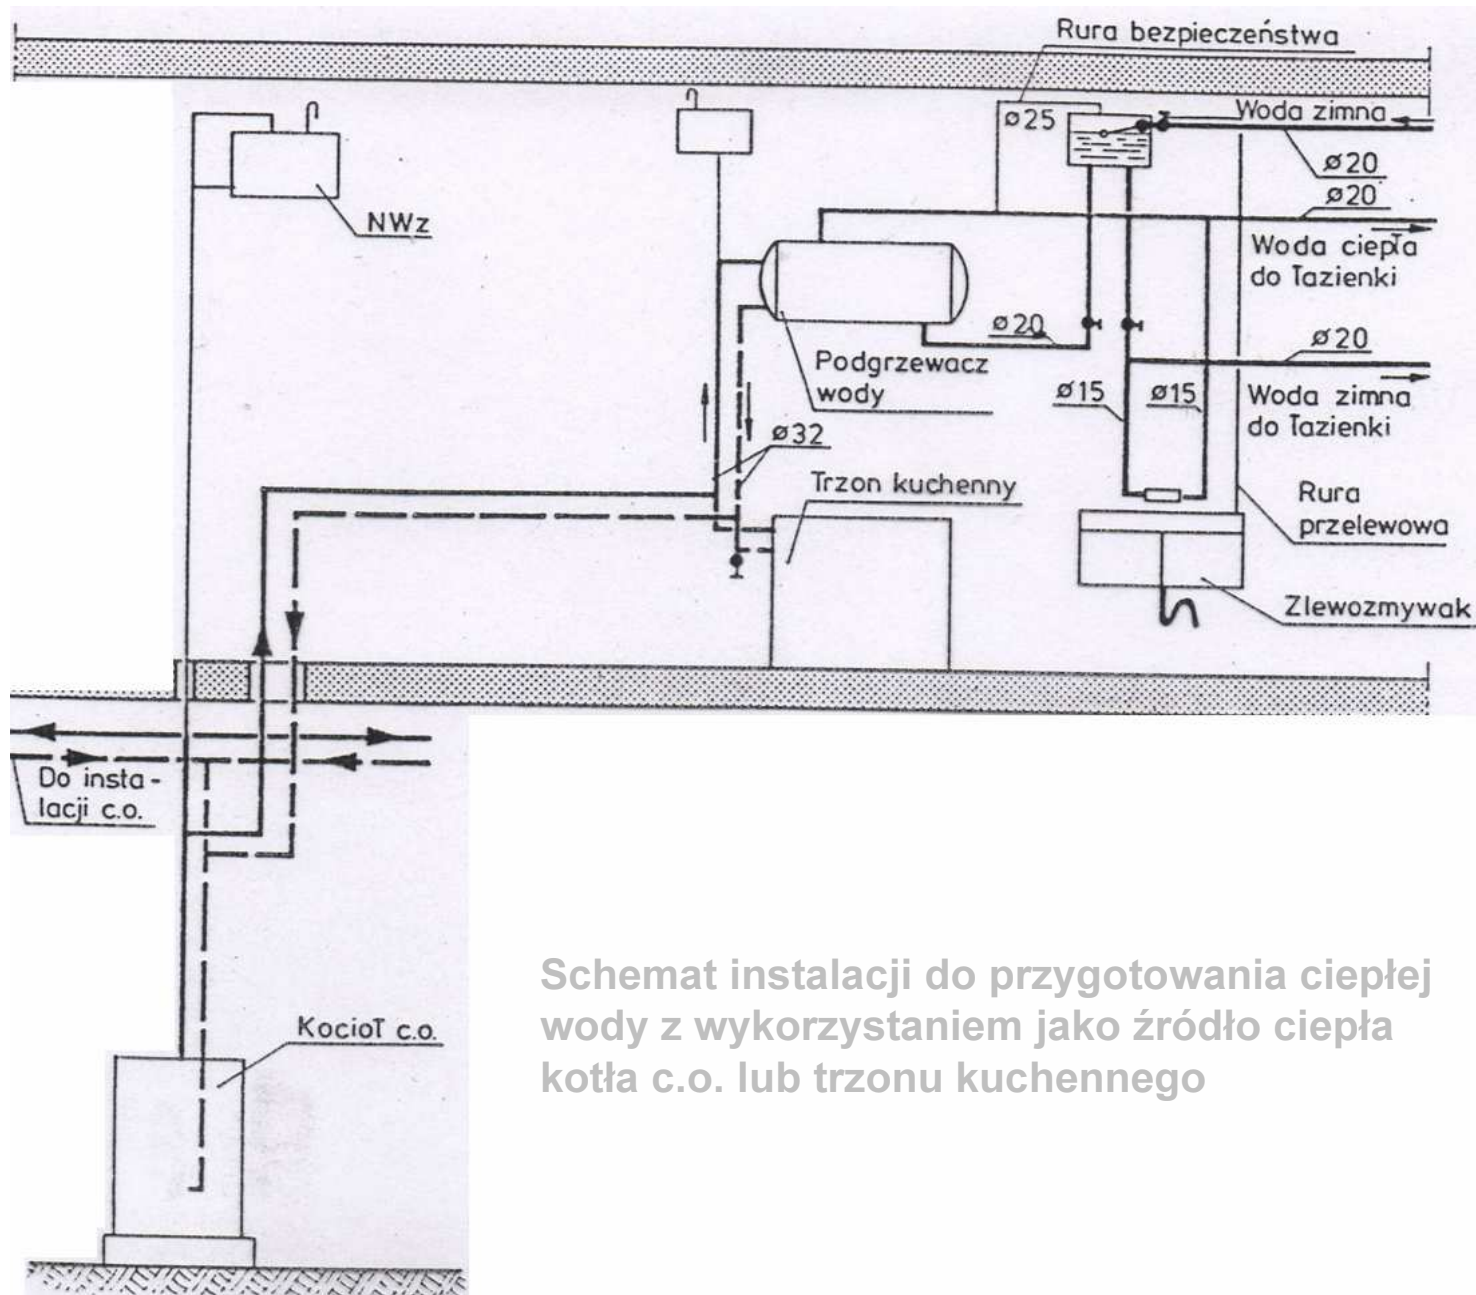 Rura bezpieczeństwa
ø25
Woda zimna
ø20
ø20
NWz
Woda ciepła
do łazienki
ø20
ø20
Podgrzewacz
wody
ø15
ø15
Woda zimna
do łazienki
ø32
Trzon kuchenny
Rura
przelewowa
Zlewozmywak
Do insta-
lacji c.o.
Kocioł c.o.
Schemat instalacji do przygotowania ciepłej
wody z wykorzystaniem jako źródło ciepła
kotła c.o. lub trzonu kuchennego